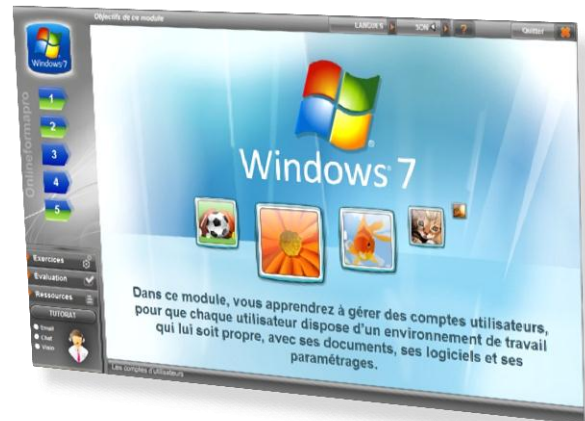 Objectifs de ce module
LANGUES
SON
?
Quitter
Windows 7
Onlineformapro
1
2
3
4
5
Windows 7
Exercices
Evaluation
Ressources
TUTORAT
Email
Chat
Visio
Dans ce module, vous apprendrez à gérer des comptes utilisateurs,
pour que chaque utilisateur dispose d'un environnement de travail
qui lui soit propre, avec ses documents, ses logiciels et ses
paramétrages.
Les comptes d'utilisateurs